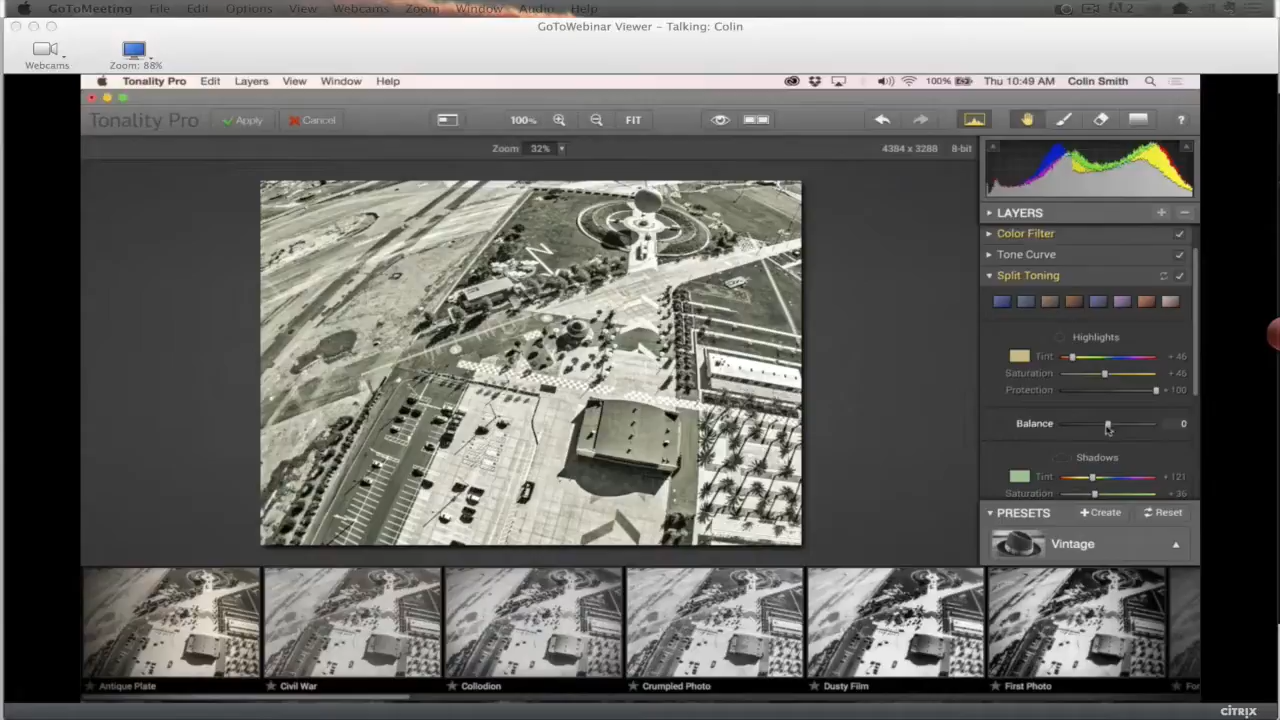 GoToMeeting File Edit Options View Webcams Zoom Window Audio Help
GoToWebinar Viewer – Talking: Colin
Webcams
Zoom: 88%
Tonality Pro Edit Layers View Window Help
100% Thu 10:49 AM Colin Smith
Tonality Pro Apply Cancel 100% FIT ?
Zoom 32% 4384 x 3288 8-bit
LAYERS
Color Filter
Tone Curve
Split Toning
Highlights
Tint +46
Saturation +46
Protection +100
Balance 0
Shadows
Tint +121
Saturation +36
PRESETS Create Reset
Vintage
Antique Plate
Civil War
Collodion
Crumpled Photo
Dusty Film
First Photo
CITRIX